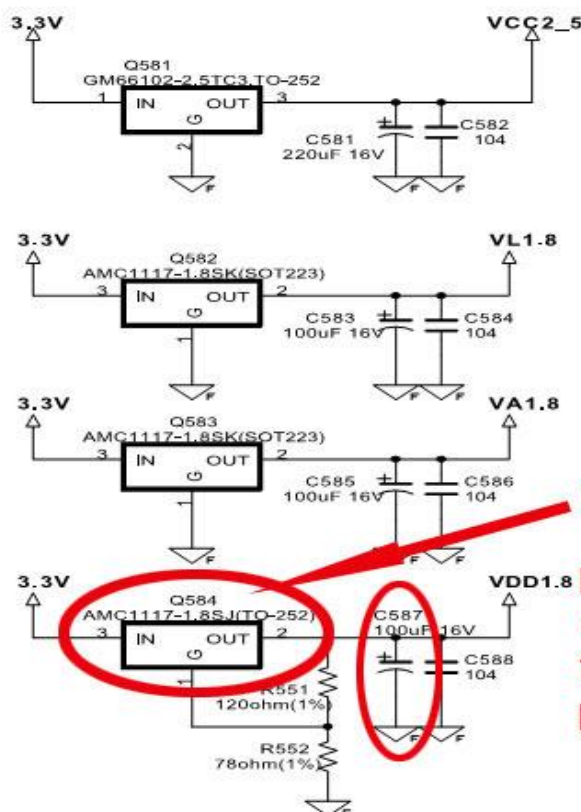 3.3V
VCC2_5
Q581
GM66102-2.5TC3,TO-252
1
IN
OUT
3
G
2
C581
220uF 16V
C582
104
F
F
F
3.3V
VL1.8
Q582
AMC1117-1.8SK(SOT223)
3
IN
OUT
2
G
1
C583
100uF 16V
C584
104
F
F
F
3.3V
VA1.8
Q583
AMC1117-1.8SK(SOT223)
3
IN
OUT
2
G
1
C585
100uF 16V
C586
104
F
F
F
3.3V
VDD1.8
Q584
AMC1117-1.8SJ(TO-252)
3
IN
OUT
2
G
1
C587
100uF 16V
C588
104
R551
120ohm(1%)
F
F
R552
78ohm(1%)
F